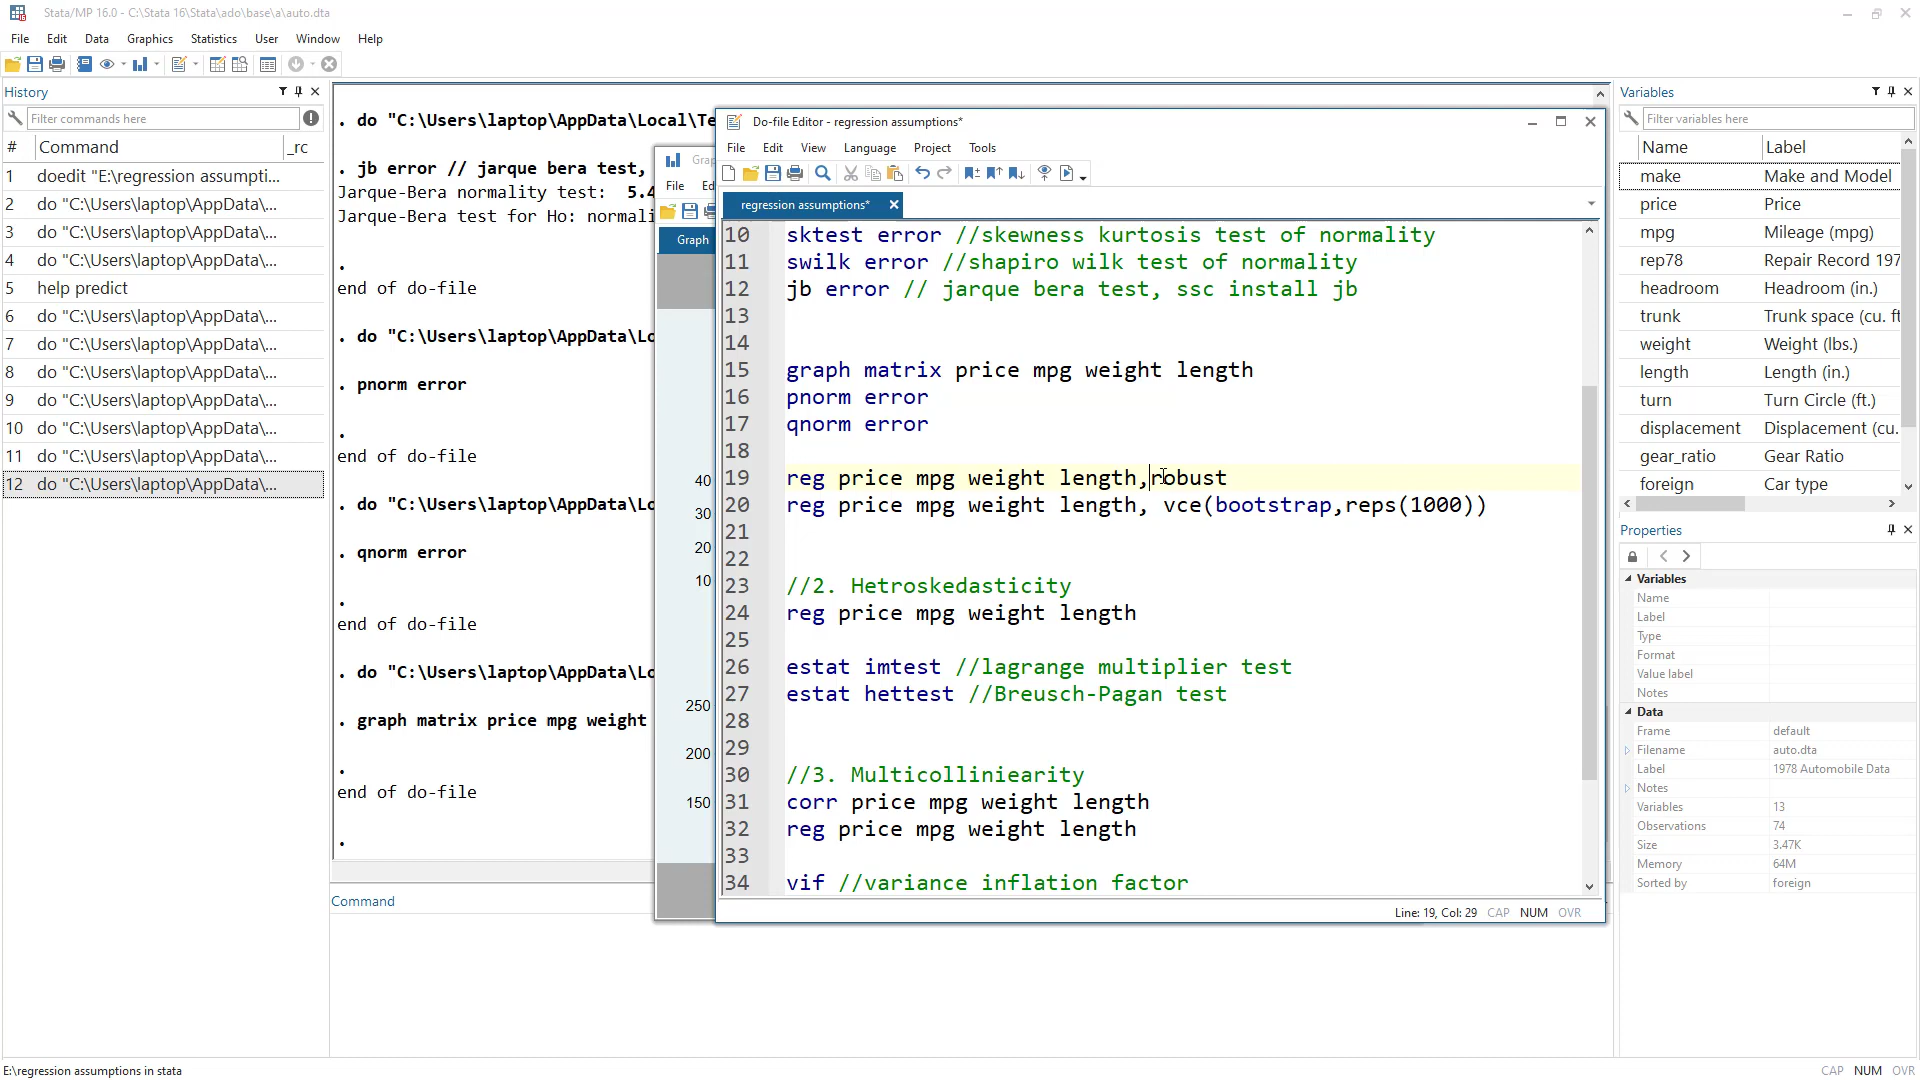 Stata/MP 16.0 - C:\Stata 16\Stata\ado\base\a\auto.dta
File Edit Data Graphics Statistics User Window Help
History
Filter commands here
# Command _rc
1 doedit "E:\regression assumpti...
2 do "C:\Users\laptop\AppData\...
3 do "C:\Users\laptop\AppData\...
4 do "C:\Users\laptop\AppData\...
5 help predict
6 do "C:\Users\laptop\AppData\...
7 do "C:\Users\laptop\AppData\...
8 do "C:\Users\laptop\AppData\...
9 do "C:\Users\laptop\AppData\...
10 do "C:\Users\laptop\AppData\...
11 do "C:\Users\laptop\AppData\...
12 do "C:\Users\laptop\AppData\...
. do "C:\Users\laptop\AppData\Local\Te
. jb error // jarque bera test,
Jarque-Bera normality test: 5.4
Jarque-Bera test for Ho: normali
.
end of do-file
. do "C:\Users\laptop\AppData\Lo
. pnorm error
.
end of do-file
. do "C:\Users\laptop\AppData\Lo
. qnorm error
.
end of do-file
. do "C:\Users\laptop\AppData\Lo
. graph matrix price mpg weight
.
end of do-file
.
Command
Grap
File Ed
Graph
40
30
20
10
250
200
150
Do-file Editor - regression assumptions*
File Edit View Language Project Tools
regression assumptions*
10 sktest error //skewness kurtosis test of normality
11 swilk error //shapiro wilk test of normality
12 jb error // jarque bera test, ssc install jb
13
14
15 graph matrix price mpg weight length
16 pnorm error
17 qnorm error
18
19 reg price mpg weight length,robust
20 reg price mpg weight length, vce(bootstrap,reps(1000))
21
22
23 //2. Hetroskedasticity
24 reg price mpg weight length
25
26 estat imtest //lagrange multiplier test
27 estat hettest //Breusch-Pagan test
28
29
30 //3. Multicolliniearity
31 corr price mpg weight length
32 reg price mpg weight length
33
34 vif //variance inflation factor
Line: 19, Col: 29 CAP NUM OVR
Variables
Filter variables here
Name Label
make Make and Model
price Price
mpg Mileage (mpg)
rep78 Repair Record 197
headroom Headroom (in.)
trunk Trunk space (cu. ft
weight Weight (lbs.)
length Length (in.)
turn Turn Circle (ft.)
displacement Displacement (cu.
gear_ratio Gear Ratio
foreign Car type
Properties
Variables
Name
Label
Type
Format
Value label
Notes
Data
Frame default
Filename auto.dta
Label 1978 Automobile Data
Notes
Variables 13
Observations 74
Size 3.47K
Memory 64M
Sorted by foreign
E:\regression assumptions in stata
CAP NUM OVR